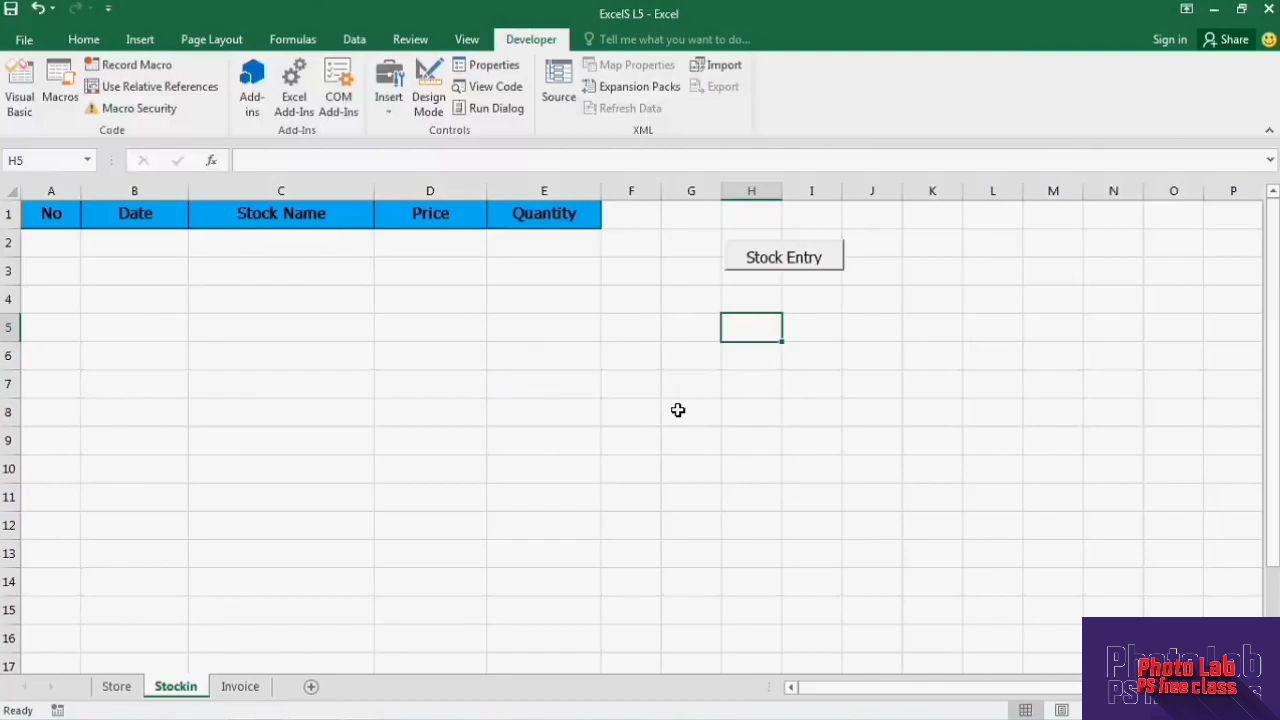 ExcelS L5 - Excel
File Home Insert Page Layout Formulas Data Review View Developer Tell me what you want to do... Sign in Share
Visual Basic
Macros
Record Macro
Use Relative References
Macro Security
Code
Add-ins
Excel Add-Ins
COM Add-Ins
Add-Ins
Insert
Design Mode
Properties
View Code
Run Dialog
Controls
Source
Map Properties
Expansion Packs
Refresh Data
Import
Export
XML
H5 fx
A B C D E F G H I J K L M N O P
1 No Date Stock Name Price Quantity
2
Stock Entry
3
4
5
6
7
8
9
10
11
12
13
14
15
16
17
Photo Lab
Photo Lab
PS free class
PS
Store Stockin Invoice
Ready